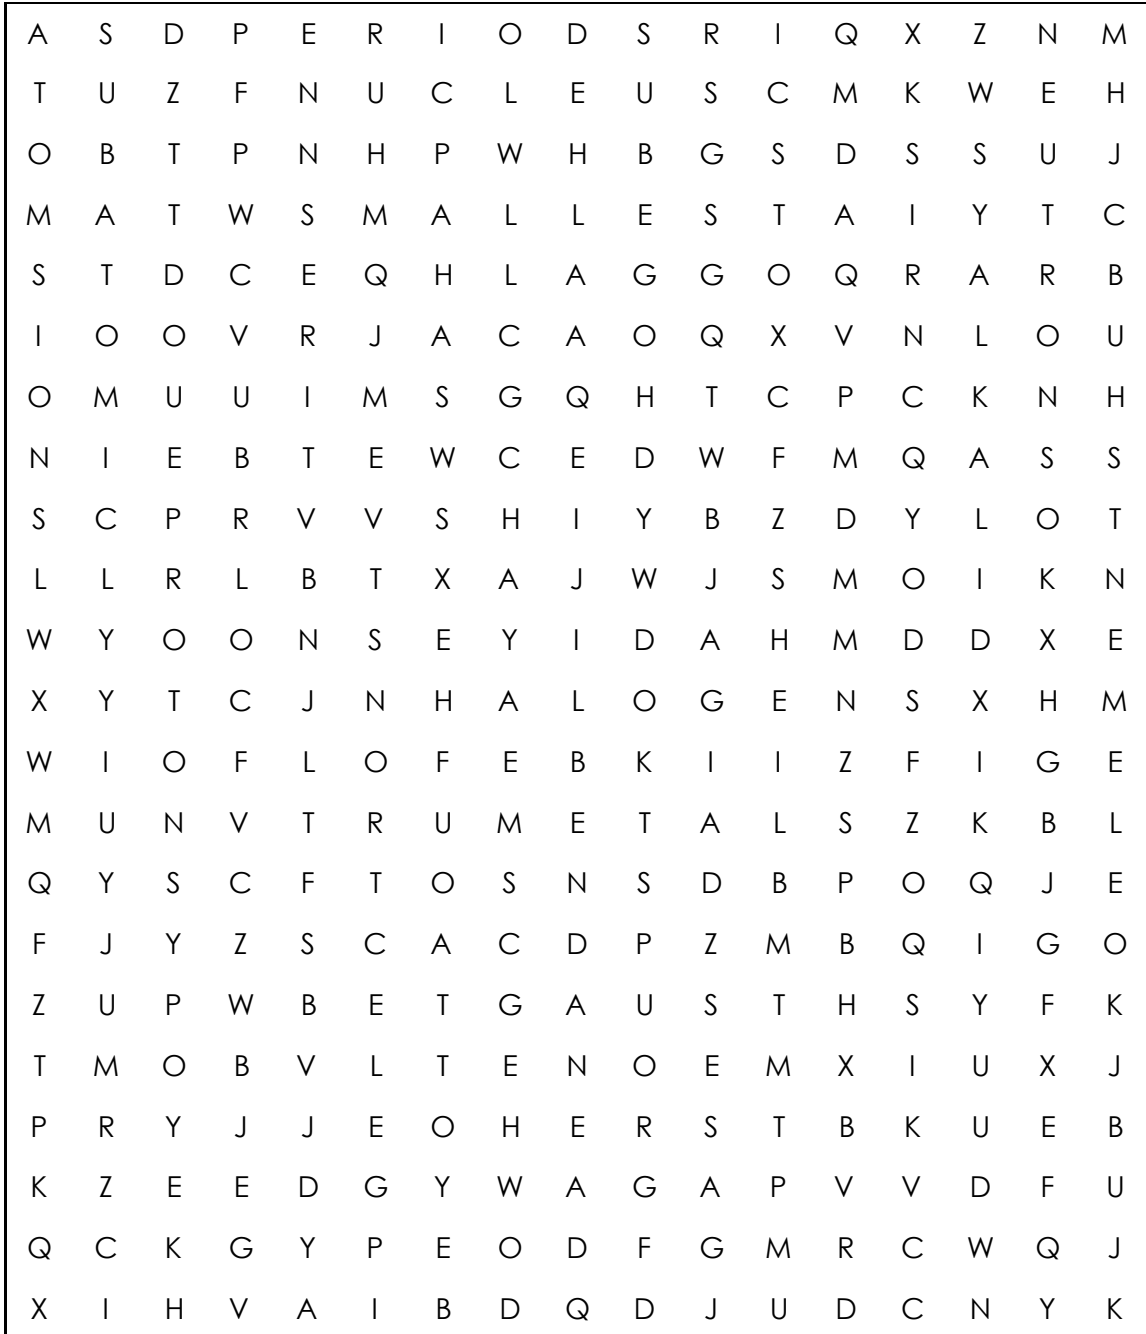 A S D P E R I O D S R I Q X Z N M
T U Z F N U C L E U S C M K W E H
O B T P N H P W H B G S D S S U J
M A T W S M A L L E S T A I Y T C
S T D C E Q H L A G G O Q R A R B
I O O V R J A C A O Q X V N L O U
O M U U I M S G Q H T C P C K N H
N I E B T E W C E D W F M Q A S S
S C P R V V S H I Y B Z D Y L O T
L L R L B T X A J W J S M O I K N
W Y O O N S E Y I D A H M D D X E
X Y T C J N H A L O G E N S X H M
W I O F L O F E B K I I Z F I G E
M U N V T R U M E T A L S Z K B L
Q Y S C F T O S N S D B P O Q J E
F J Y Z S C A C D P Z M B Q I G O
Z U P W B E T G A U S T H S Y F K
T M O B V L T E N O E M X I U X J
P R Y J J E O H E R S T B K U E B
K Z E E D G Y W A G A P V V D F U
Q C K G Y P E O D F G M R C W Q J
X I H V A I B D Q D J U D C N Y K